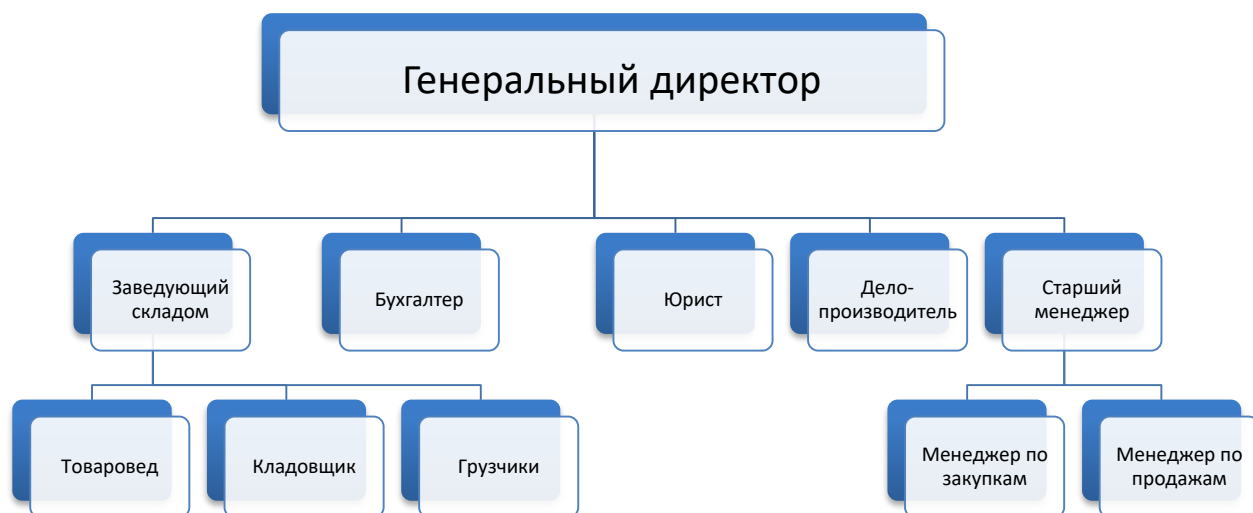 Генеральный директор
Заведующий
складом
Бухгалтер
Юрист
Дело-
производитель
Старший
менеджер
Товаровед
Кладовщик
Грузчики
Менеджер по
закупкам
Менеджер по
продажам